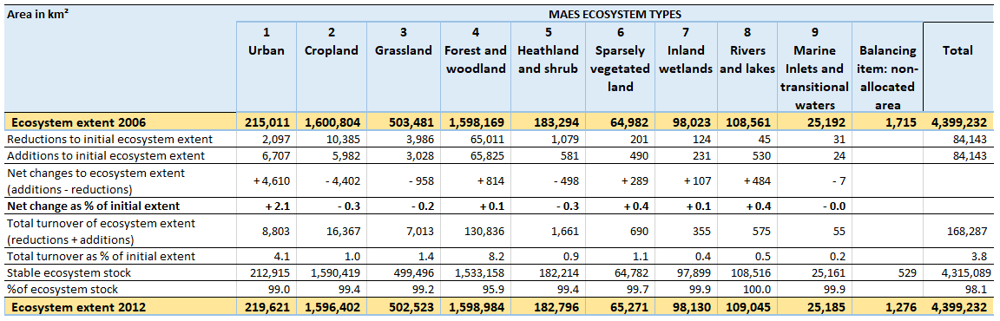 Area in km² MAES ECOSYSTEM TYPES
1 2 3 4 5 6 7 8 9 Balancing item: non-allocated area Total
Urban Cropland Grassland Forest and woodland Heathland and shrub Sparsely vegetated land Inland wetlands Rivers and lakes Marine Inlets and transitional waters
Ecosystem extent 2006 215,011 1,600,804 503,481 1,598,169 183,294 64,982 98,023 108,561 25,192 1,715 4,399,232
Reductions to initial ecosystem extent 2,097 10,385 3,986 65,011 1,079 201 124 45 31 84,143
Additions to initial ecosystem extent 6,707 5,982 3,028 65,825 581 490 231 530 24 84,143
Net changes to ecosystem extent
(additions - reductions) + 4,610 - 4,402 - 958 + 814 - 498 + 289 + 107 + 484 - 7
Net change as % of initial extent + 2.1 - 0.3 - 0.2 + 0.1 - 0.3 + 0.4 + 0.1 + 0.4 - 0.0
Total turnover of ecosystem extent
(reductions + additions) 8,803 16,367 7,013 130,836 1,661 690 355 575 55 168,287
Total turnover as % of initial extent 4.1 1.0 1.4 8.2 0.9 1.1 0.4 0.5 0.2 3.8
Stable ecosystem stock 212,915 1,590,419 499,496 1,533,158 182,214 64,782 97,899 108,516 25,161 529 4,315,089
%of ecosystem stock 99.0 99.4 99.2 95.9 99.4 99.7 99.9 100.0 99.9 98.1
Ecosystem extent 2012 219,621 1,596,402 502,523 1,598,984 182,796 65,271 98,130 109,045 25,185 1,276 4,399,232